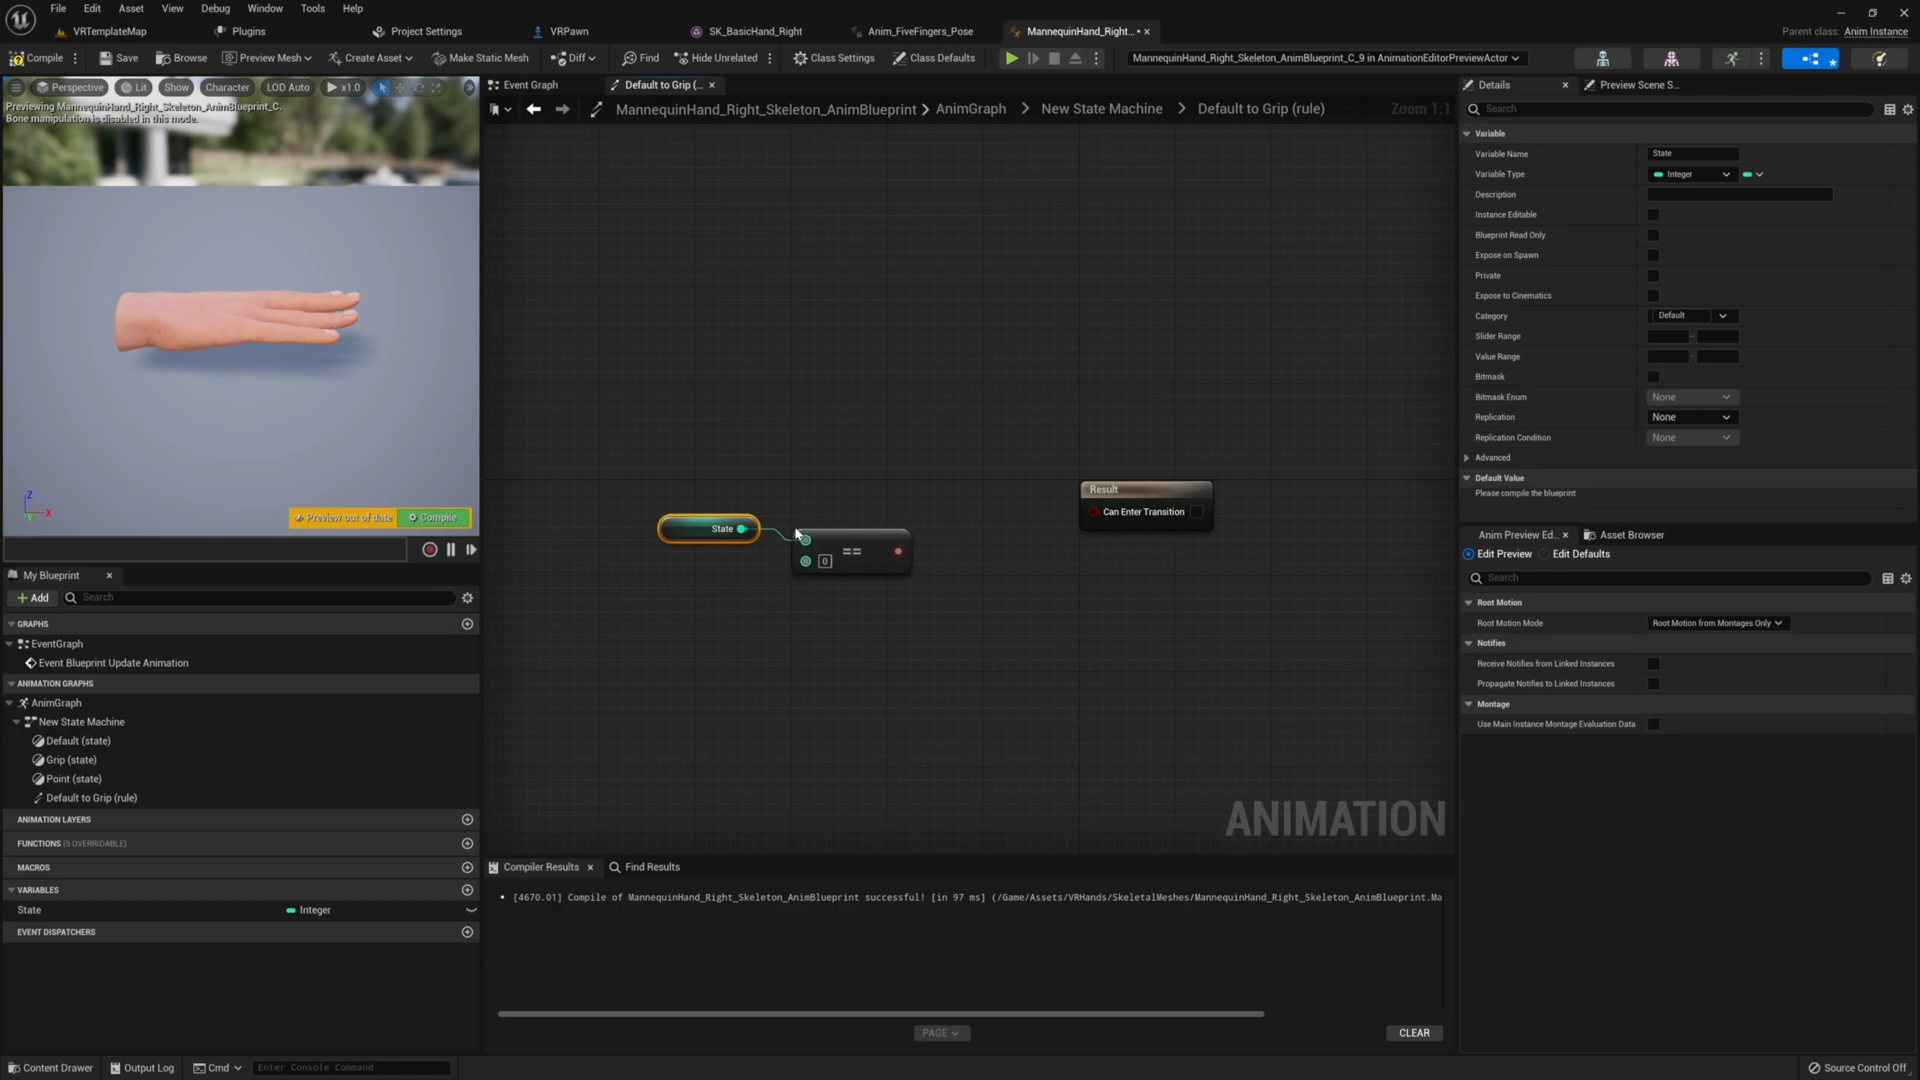 File Edit Asset View Debug Window Tools Help
VRTemplateMap Plugins Project Settings VRPawn SK_BasicHand_Right Anim_FiveFingers_Pose MannequinHand_Right... • ×
Parent class: Anim Instance
Compile Save Browse Preview Mesh Create Asset Make Static Mesh Diff Find Hide Unrelated Class Settings Class Defaults MannequinHand_Right_Skeleton_AnimBlueprint_C_9 in AnimationEditorPreviewActor
Perspective Lit Show Character LOD Auto x1.0
Previewing MannequinHand_Right_Skeleton_AnimBlueprint_C.
Bone manipulation is disabled in this mode.
Z
X
Preview out of date Compile
Event Graph Default to Grip (... ×
MannequinHand_Right_Skeleton_AnimBlueprint > AnimGraph > New State Machine > Default to Grip (rule) Zoom 1:1
State
==
0
Result
Can Enter Transition
ANIMATION
My Blueprint ×
+ Add Search
GRAPHS
EventGraph
Event Blueprint Update Animation
ANIMATION GRAPHS
AnimGraph
New State Machine
Default (state)
Grip (state)
Point (state)
Default to Grip (rule)
ANIMATION LAYERS
FUNCTIONS (5 OVERRIDABLE)
MACROS
VARIABLES
State Integer
EVENT DISPATCHERS
Compiler Results × Find Results
• [4670.01] Compile of MannequinHand_Right_Skeleton_AnimBlueprint successful! [in 97 ms] (/Game/Assets/VRHands/SkeletalMeshes/MannequinHand_Right_Skeleton_AnimBlueprint.Ma
PAGE CLEAR
Details × Preview Scene S...
Search
Variable
Variable Name State
Variable Type Integer
Description
Instance Editable
Blueprint Read Only
Expose on Spawn
Private
Expose to Cinematics
Category Default
Slider Range
Value Range
Bitmask
Bitmask Enum None
Replication None
Replication Condition None
Advanced
Default Value
Please compile the blueprint
Anim Preview Ed... × Asset Browser
Edit Preview Edit Defaults
Search
Root Motion
Root Motion Mode Root Motion from Montages Only
Notifies
Receive Notifies from Linked Instances
Propagate Notifies to Linked Instances
Montage
Use Main Instance Montage Evaluation Data
Content Drawer Output Log Cmd Enter Console Command Source Control Off